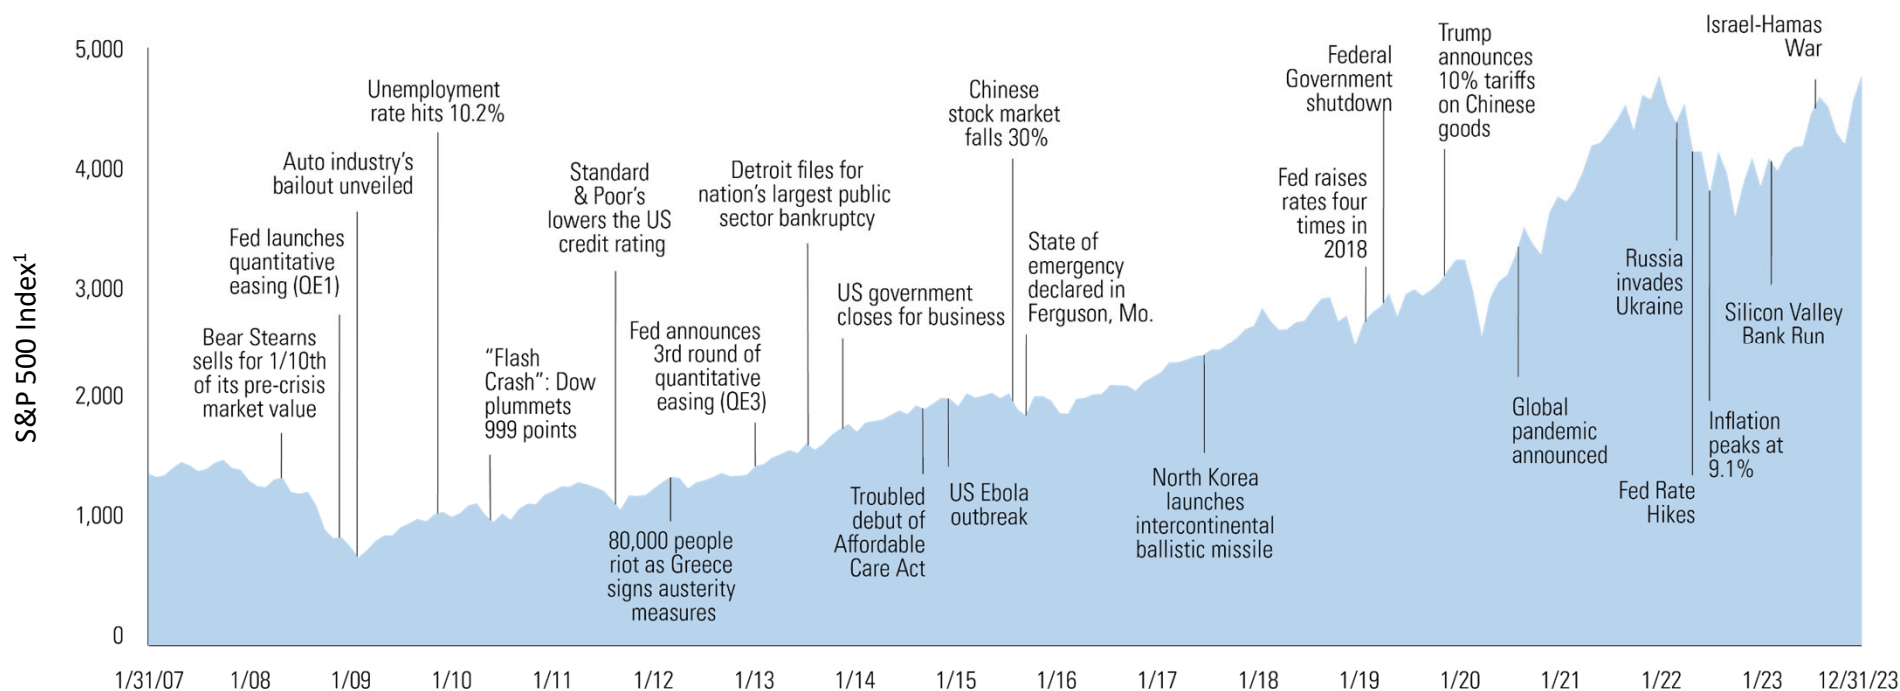 S&P 500 Index¹
5,000
4,000
3,000
2,000
1,000
0
Bear Stearns
sells for 1/10th
of its pre-crisis
market value
Fed launches
quantitative
easing (QE1)
Auto industry’s
bailout unveiled
Unemployment
rate hits 10.2%
“Flash
Crash”: Dow
plummets
999 points
Standard
& Poor’s
lowers the US
credit rating
80,000 people
riot as Greece
signs austerity
measures
Fed announces
3rd round of
quantitative
easing (QE3)
Detroit files for
nation’s largest public
sector bankruptcy
US government
closes for business
Troubled
debut of
Affordable
Care Act
US Ebola
outbreak
Chinese
stock market
falls 30%
State of
emergency
declared in
Ferguson, Mo.
North Korea
launches
intercontinental
ballistic missile
Fed raises
rates four
times in
2018
Federal
Government
shutdown
Trump
announces
10% tariffs
on Chinese
goods
Global
pandemic
announced
Russia
invades
Ukraine
Fed Rate
Hikes
Inflation
peaks at
9.1%
Silicon Valley
Bank Run
Israel-Hamas
War
1/31/07
1/08
1/09
1/10
1/11
1/12
1/13
1/14
1/15
1/16
1/17
1/18
1/19
1/20
1/21
1/22
1/23
12/31/23